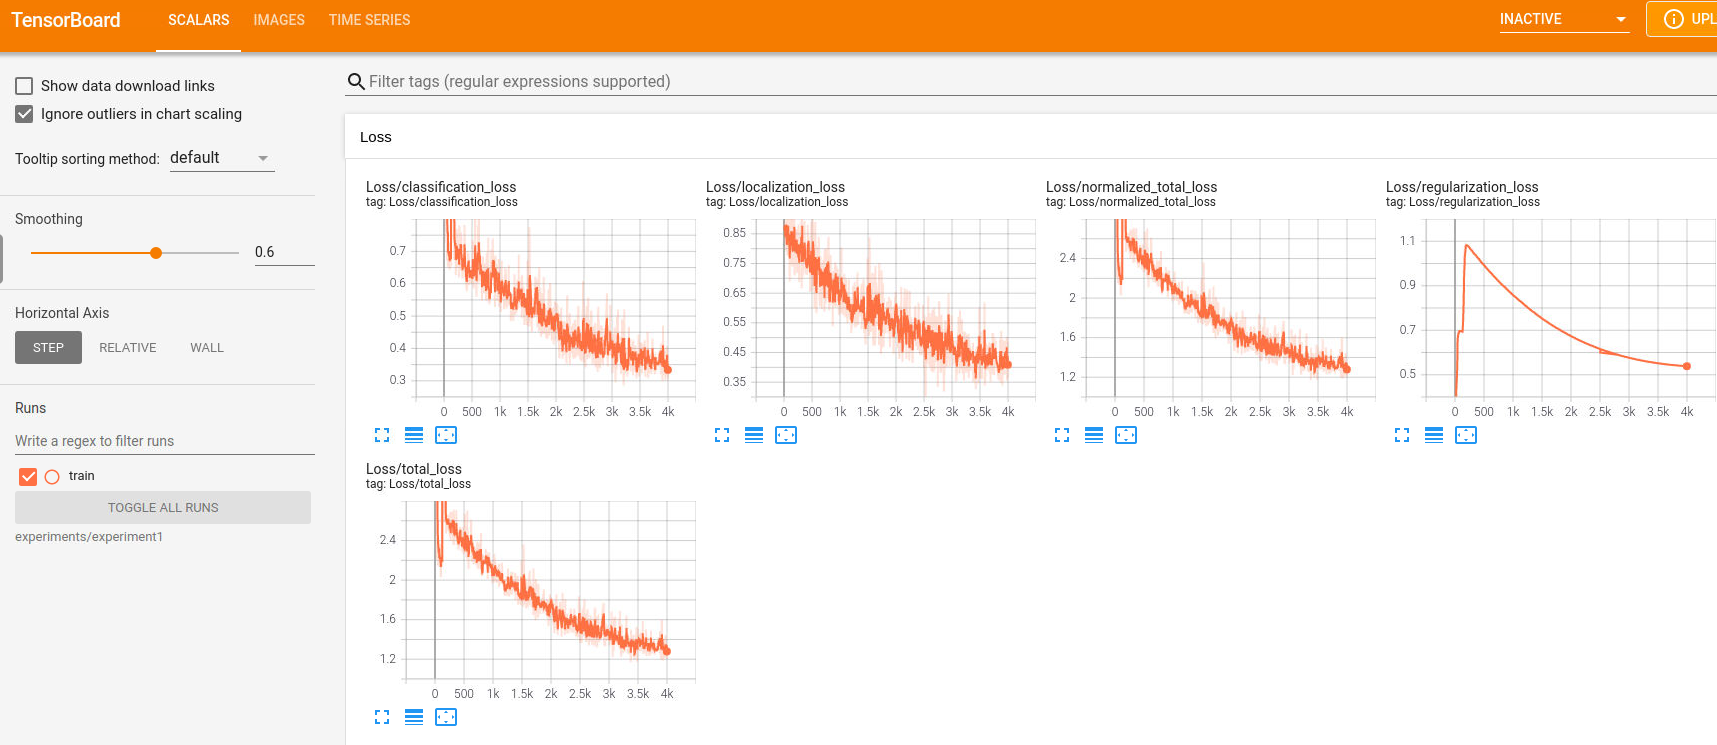 TensorBoard SCALARS IMAGES TIME SERIES INACTIVE UPL
Show data download links
Ignore outliers in chart scaling
Tooltip sorting method: default
Smoothing
0.6
Horizontal Axis
STEP RELATIVE WALL
Runs
Write a regex to filter runs
train
TOGGLE ALL RUNS
experiments/experiment1
Filter tags (regular expressions supported)
Loss
Loss/classification_loss
tag: Loss/classification_loss
0.7
0.6
0.5
0.4
0.3
0 500 1k 1.5k 2k 2.5k 3k 3.5k 4k
Loss/localization_loss
tag: Loss/localization_loss
0.85
0.75
0.65
0.55
0.45
0.35
0 500 1k 1.5k 2k 2.5k 3k 3.5k 4k
Loss/normalized_total_loss
tag: Loss/normalized_total_loss
2.4
2
1.6
1.2
0 500 1k 1.5k 2k 2.5k 3k 3.5k 4k
Loss/regularization_loss
tag: Loss/regularization_loss
1.1
0.9
0.7
0.5
0 500 1k 1.5k 2k 2.5k 3k 3.5k 4k
Loss/total_loss
tag: Loss/total_loss
2.4
2
1.6
1.2
0 500 1k 1.5k 2k 2.5k 3k 3.5k 4k